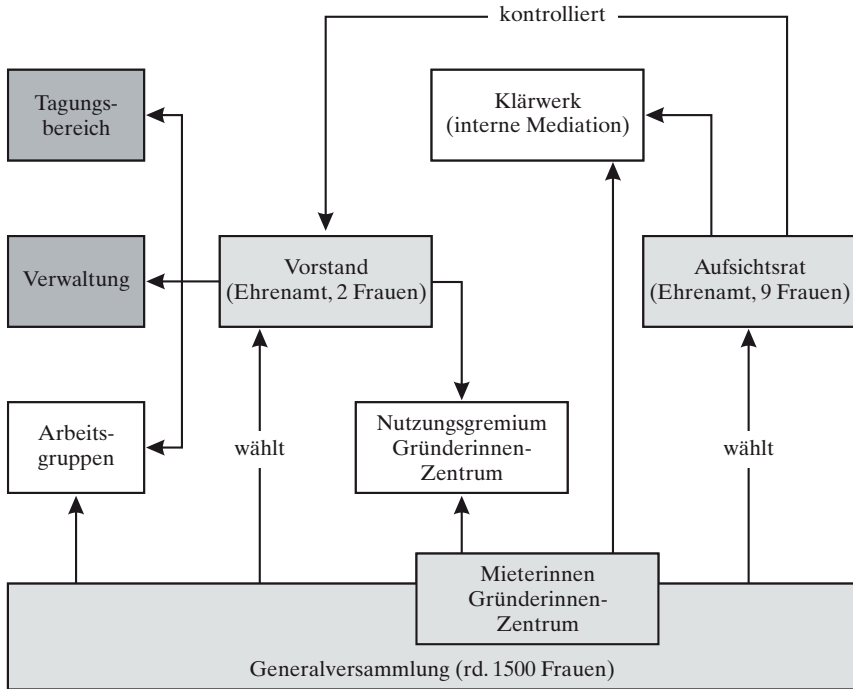 kontrolliert
Tagungs-
bereich
Klärwerk
(interne Mediation)
Verwaltung
Vorstand
(Ehrenamt, 2 Frauen)
Aufsichtsrat
(Ehrenamt, 9 Frauen)
Arbeits-
gruppen
wählt
Nutzungsgremium
Gründerinnen-
Zentrum
wählt
Mieterinnen
Gründerinnen-
Zentrum
Generalversammlung (rd. 1500 Frauen)